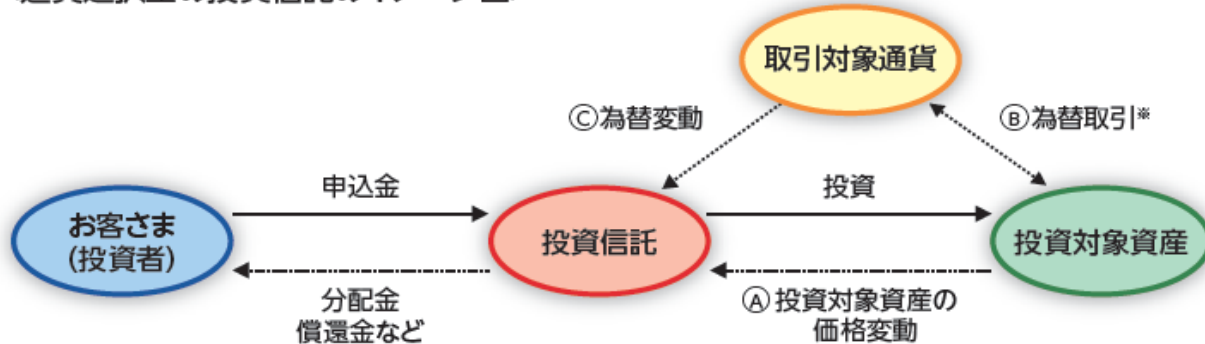 取引対象通貨
Ⓒ為替変動
Ⓑ為替取引※
申込金
投資
お客さま
(投資者)
投資信託
投資対象資産
分配金
償還金など
Ⓐ投資対象資産の
価格変動